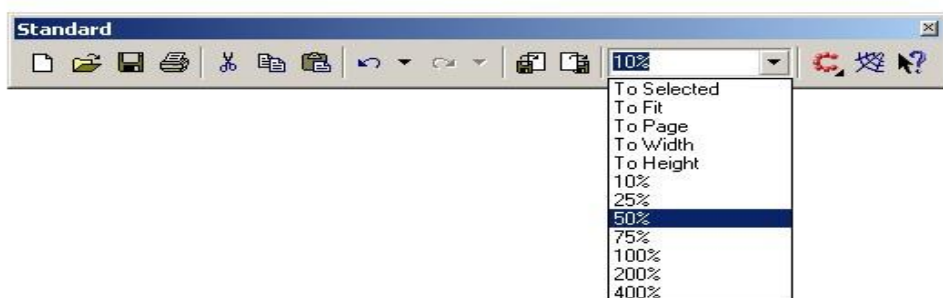 Standard
10%
To Selected
To Fit
To Page
To Width
To Height
10%
25%
50%
75%
100%
200%
400%